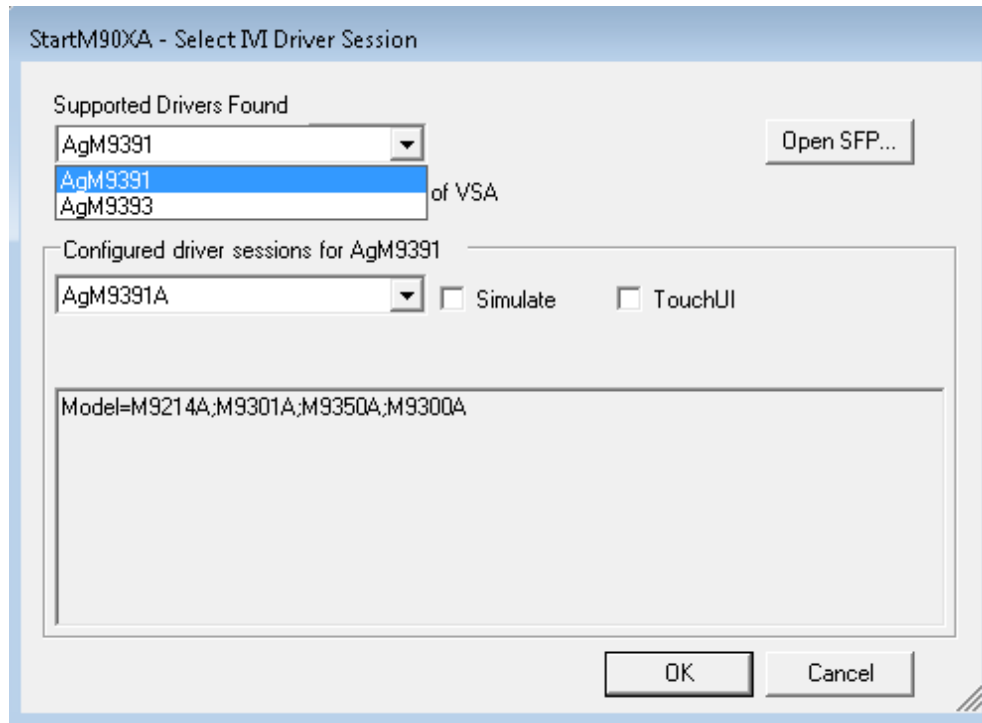 StartM90XA - Select IVI Driver Session
Supported Drivers Found
AgM9391
Open SFP...
AgM9391
AgM9393
of VSA
Configured driver sessions for AgM9391
AgM9391A
Simulate
TouchUI
Model=M9214A;M9301A;M9350A;M9300A
OK
Cancel